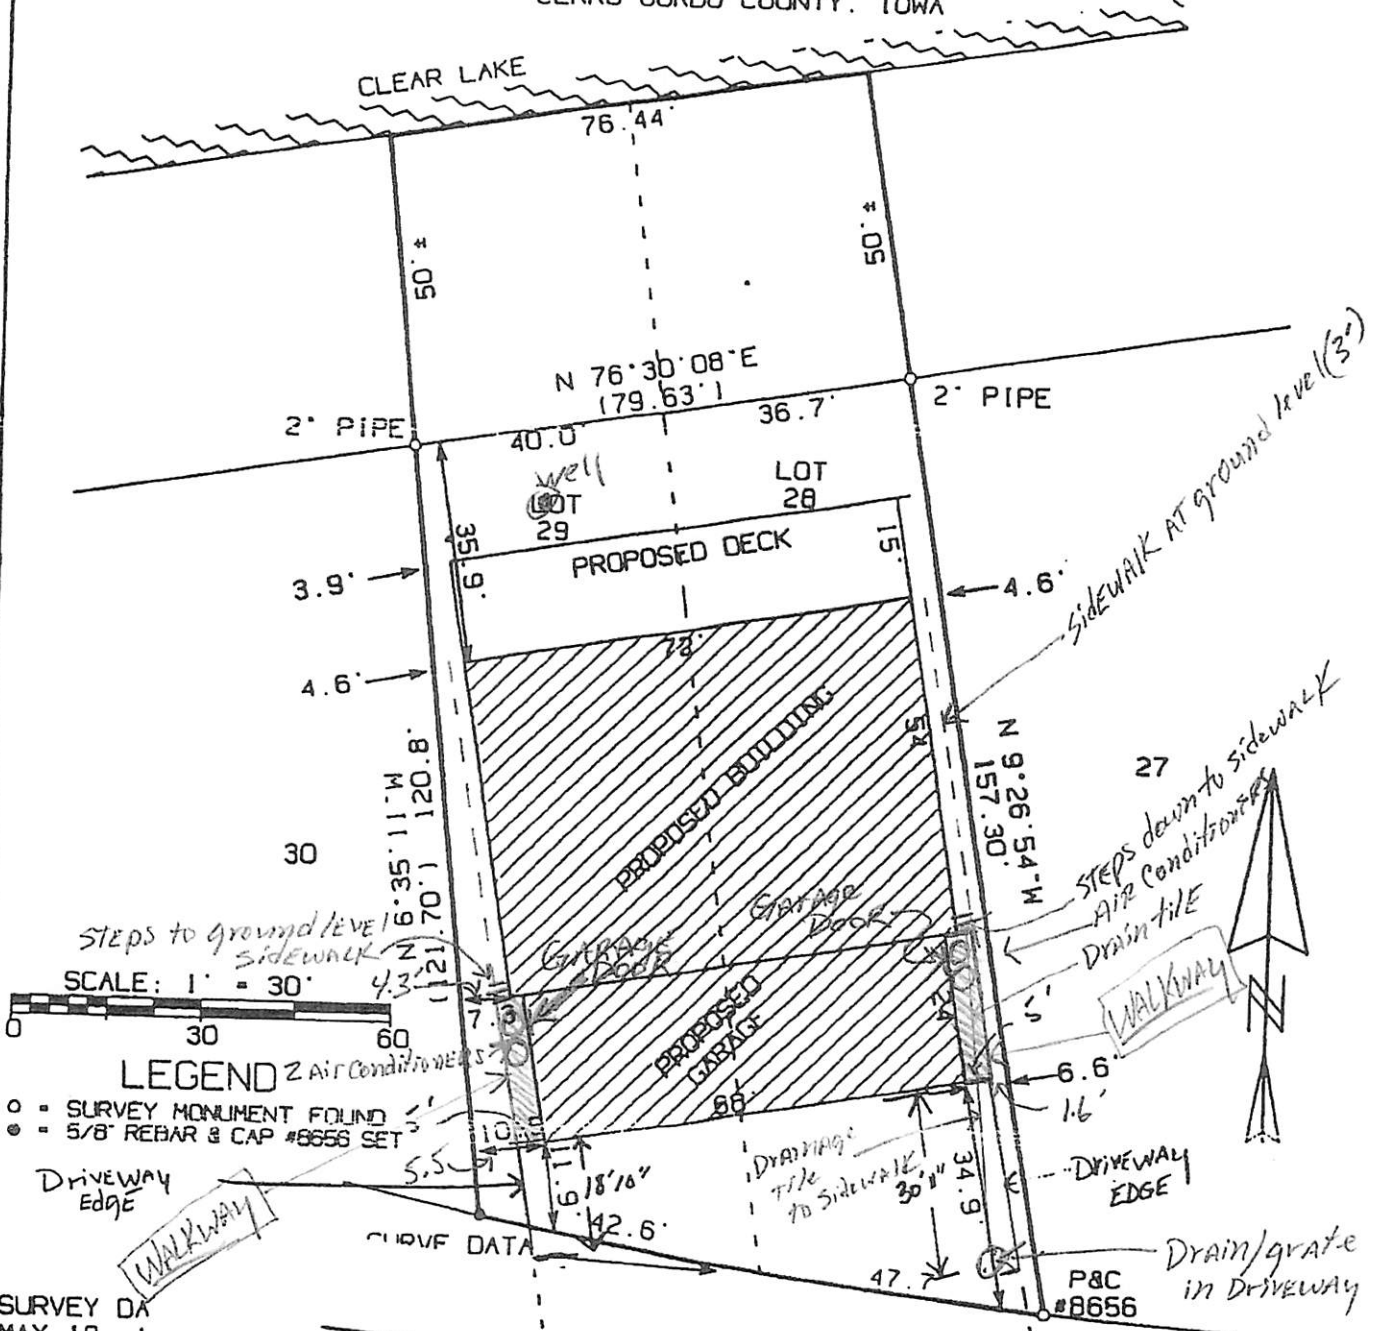 CERRO GORDO COUNTY. IOWA
CLEAR LAKE
76.44'
50' ±
50' ±
N 76°30'08"E
(79.63')
2" PIPE
2" PIPE
40.0'
36.7'
Well
LOT
29
LOT
28
PROPOSED DECK
15'
35.9'
3.9'
4.6'
4.6'
72'
SIDEWALK AT ground level (3')
PROPOSED BUILDING
54'
N 9°26'54"W
157.30'
27
30
120.8'
N 9°35'11"W
(121.70')
STEPS down to sidewalk
AIR Conditioners
Drain tile
WALKWAY
GARAGE
DOOR
GARAGE
DOOR
STEPS to ground LEVEL
SIDEWALK
4.3'
SCALE: 1" = 30'
0 30 60
7.3'
PROPOSED
GARAGE
24'
5'
6.6'
1.6'
LEGEND
2 Air Conditioners
○ = SURVEY MONUMENT FOUND
● = 5/8" REBAR & CAP #8656 SET
5'
68'
5.5
11.9'
18'10"
DRAINAGE
TILE
to SIDEWALK
30'11"
34.9'
DRIVEWAY
EDGE
DRIVEWAY
EDGE
WALKWAY
42.6'
CURVE DATA
47.7'
P&C
#8656
Drain/grate
in DRIVEWAY
N
SURVEY DA